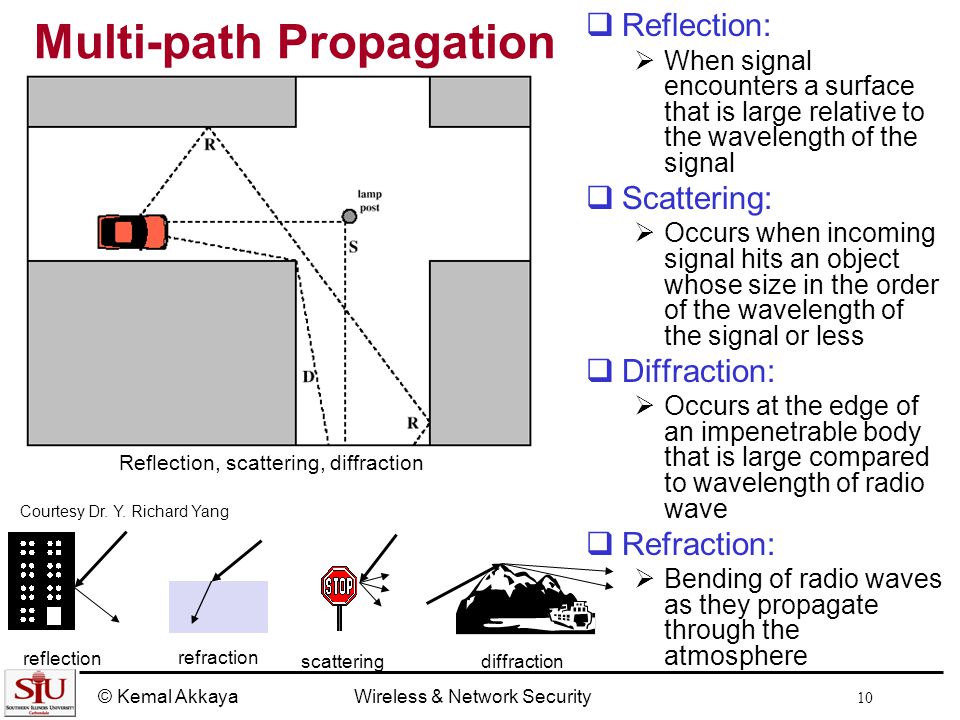 Multi-path Propagation
R
lamp
post
S
D
R
Reflection, scattering, diffraction
Courtesy Dr. Y. Richard Yang
STOP
reflection
refraction
scattering
diffraction
Reflection:
When signal
encounters a surface
that is large relative to
the wavelength of the
signal
Scattering:
Occurs when incoming
signal hits an object
whose size in the order
of the wavelength of
the signal or less
Diffraction:
Occurs at the edge of
an impenetrable body
that is large compared
to wavelength of radio
wave
Refraction:
Bending of radio waves
as they propagate
through the
atmosphere
SIU
SOUTHERN ILLINOIS UNIVERSITY
Carbondale
© Kemal Akkaya
Wireless & Network Security
10